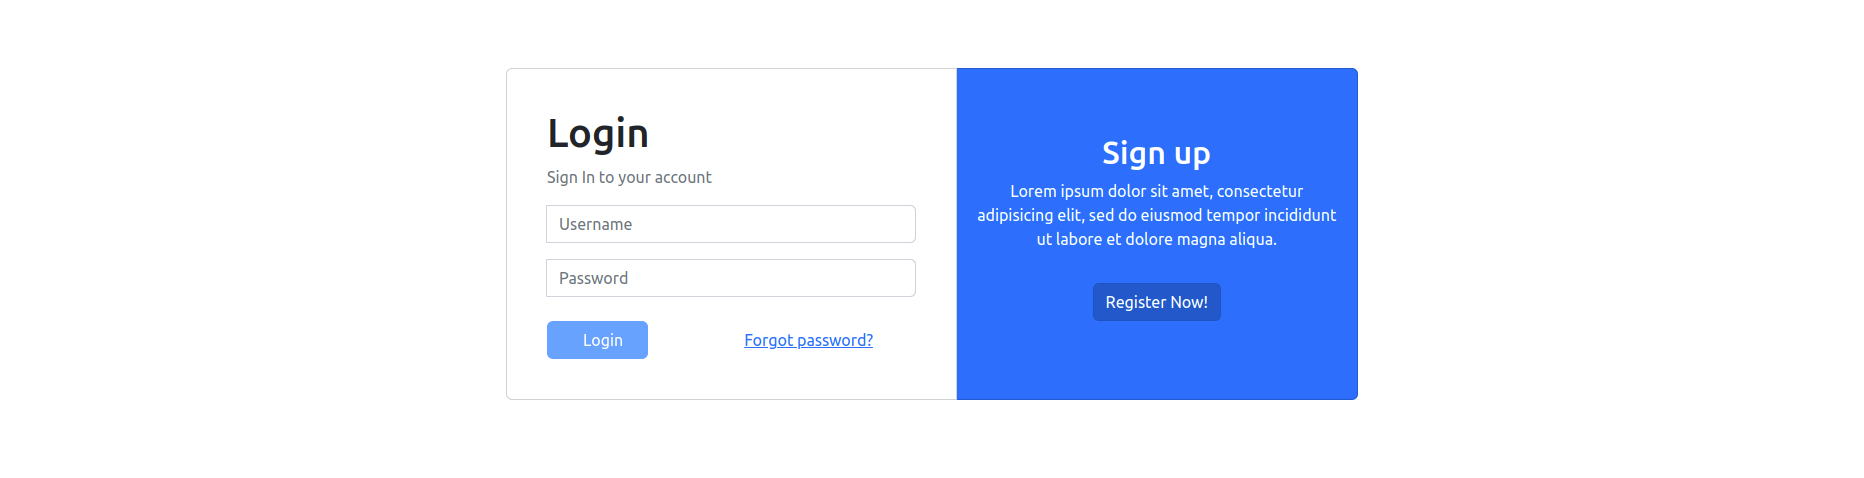 Login
Sign In to your account
Username
Password
Login
Forgot password?
Sign up
Lorem ipsum dolor sit amet, consectetur
adipisicing elit, sed do eiusmod tempor incididunt
ut labore et dolore magna aliqua.
Register Now!